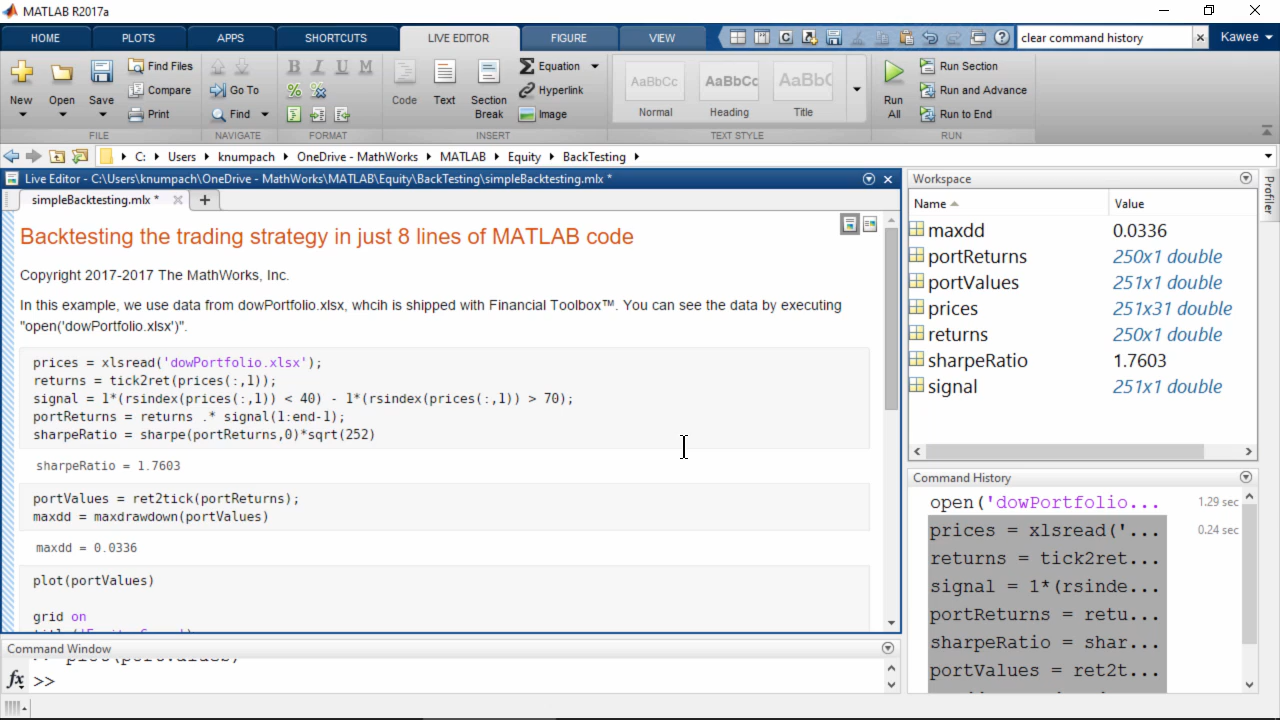 MATLAB R2017a
HOME PLOTS APPS SHORTCUTS LIVE EDITOR FIGURE VIEW clear command history Kawee
New Open Save Find Files Compare Print
FILE
Go To Find
NAVIGATE
B I U M
FORMAT
Code Text Section Break Equation Hyperlink Image
INSERT
AaBbCc AaBbCc AaBbC
Normal Heading Title
TEXT STYLE
Run All Run Section Run and Advance Run to End
RUN
C: Users knumpach OneDrive - MathWorks MATLAB Equity BackTesting
Live Editor - C:\Users\knumpach\OneDrive - MathWorks\MATLAB\Equity\BackTesting\simpleBacktesting.mlx *
simpleBacktesting.mlx *
Backtesting the trading strategy in just 8 lines of MATLAB code
Copyright 2017-2017 The MathWorks, Inc.
In this example, we use data from dowPortfolio.xlsx, whcih is shipped with Financial Toolbox™. You can see the data by executing
"open('dowPortfolio.xlsx')".
prices = xlsread('dowPortfolio.xlsx');
returns = tick2ret(prices(:,1));
signal = 1*(rsindex(prices(:,1)) < 40) - 1*(rsindex(prices(:,1)) > 70);
portReturns = returns .* signal(1:end-1);
sharpeRatio = sharpe(portReturns,0)*sqrt(252)
sharpeRatio = 1.7603
portValues = ret2tick(portReturns);
maxdd = maxdrawdown(portValues)
maxdd = 0.0336
plot(portValues)
grid on
Command Window
fx >>
Workspace
Name Value
maxdd 0.0336
portReturns 250x1 double
portValues 251x1 double
prices 251x31 double
returns 250x1 double
sharpeRatio 1.7603
signal 251x1 double
Command History
open('dowPortfolio... 1.29 sec
prices = xlsread('... 0.24 sec
returns = tick2ret...
signal = 1*(rsinde...
portReturns = retu...
sharpeRatio = shar...
portValues = ret2t...
Profiler